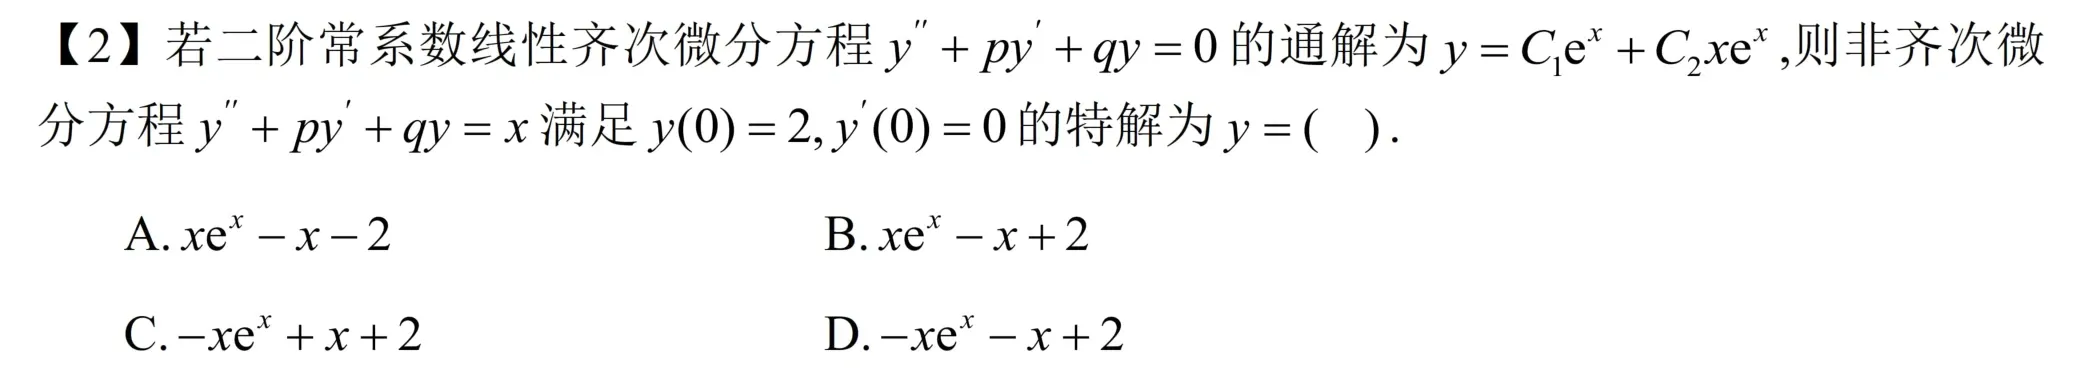 【2】若二阶常系数线性齐次微分方程 y″ + py′ + qy = 0 的通解为 y = C₁eˣ + C₂xeˣ ,则非齐次微
分方程 y″ + py′ + qy = x 满足 y(0) = 2, y′(0) = 0 的特解为 y = ( ) .
A. xeˣ − x − 2 B. xeˣ − x + 2
C. −xeˣ + x + 2 D. −xeˣ − x + 2